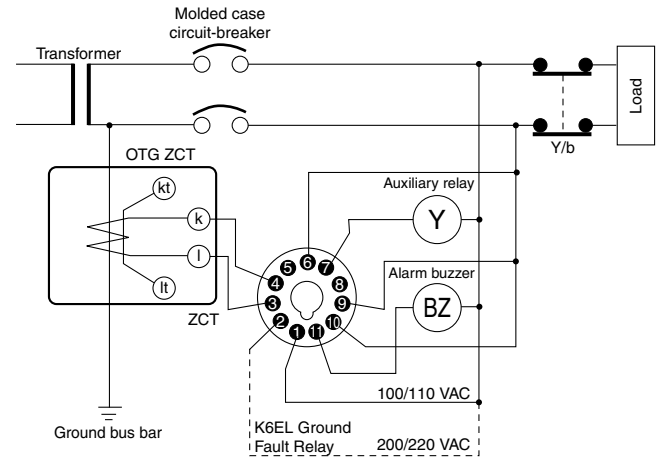 Molded case
circuit-breaker
Transformer
Load
Y/b
OTG ZCT
kt
k
l
lt
ZCT
Auxiliary relay
Y
Alarm buzzer
BZ
6
5
7
4
8
3
9
2
10
1
11
100/110 VAC
K6EL Ground
Fault Relay
200/220 VAC
Ground bus bar